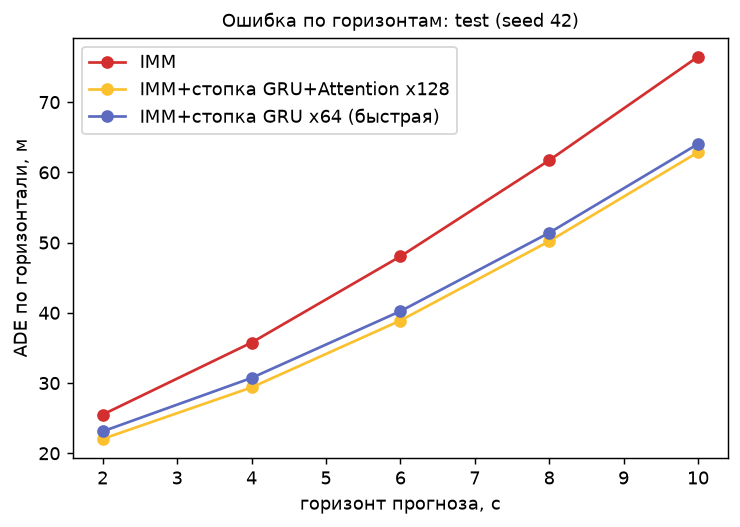 Ошибка по горизонтам: test (seed 42)
IMM
IMM+стопка GRU+Attention x128
IMM+стопка GRU x64 (быстрая)
ADE по горизонтали, м
70
60
50
40
30
20
2 3 4 5 6 7 8 9 10
горизонт прогноза, с